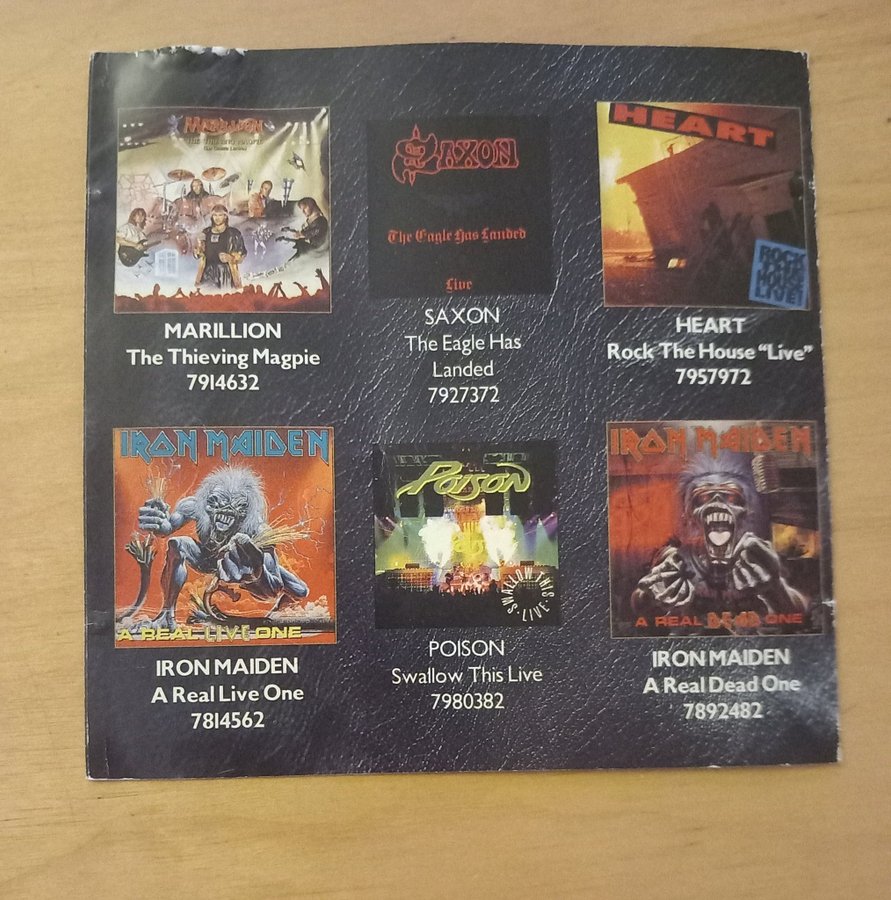 MARILLION
SAXON
The Eagle Has Landed
Live
HEART
ROCK
THE
HOUSE
LIVE!
MARILLION
The Thieving Magpie
7914632
SAXON
The Eagle Has
Landed
7927372
HEART
Rock The House “Live”
7957972
IRON MAIDEN
A REAL LIVE ONE
POISON
SWALLOW THIS LIVE
IRON MAIDEN
A REAL DEAD ONE
IRON MAIDEN
A Real Live One
7814562
POISON
Swallow This Live
7980382
IRON MAIDEN
A Real Dead One
7892482